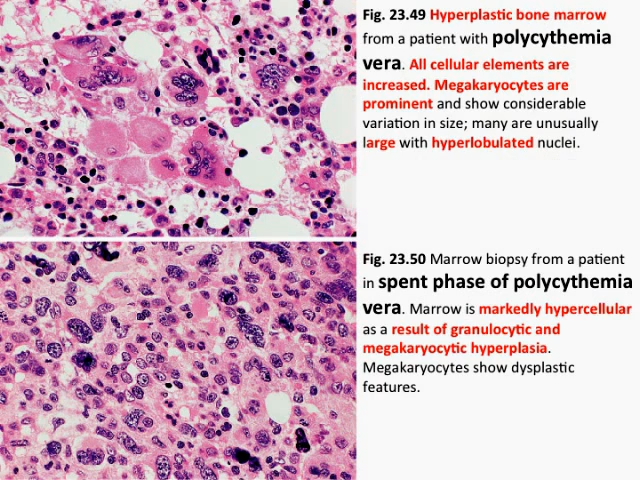 Fig. 23.49 Hyperplastic bone marrow
from a patient with polycythemia
vera. All cellular elements are
increased. Megakaryocytes are
prominent and show considerable
variation in size; many are unusually
large with hyperlobulated nuclei.
Fig. 23.50 Marrow biopsy from a patient
in spent phase of polycythemia
vera. Marrow is markedly hypercellular
as a result of granulocytic and
megakaryocytic hyperplasia.
Megakaryocytes show dysplastic
features.